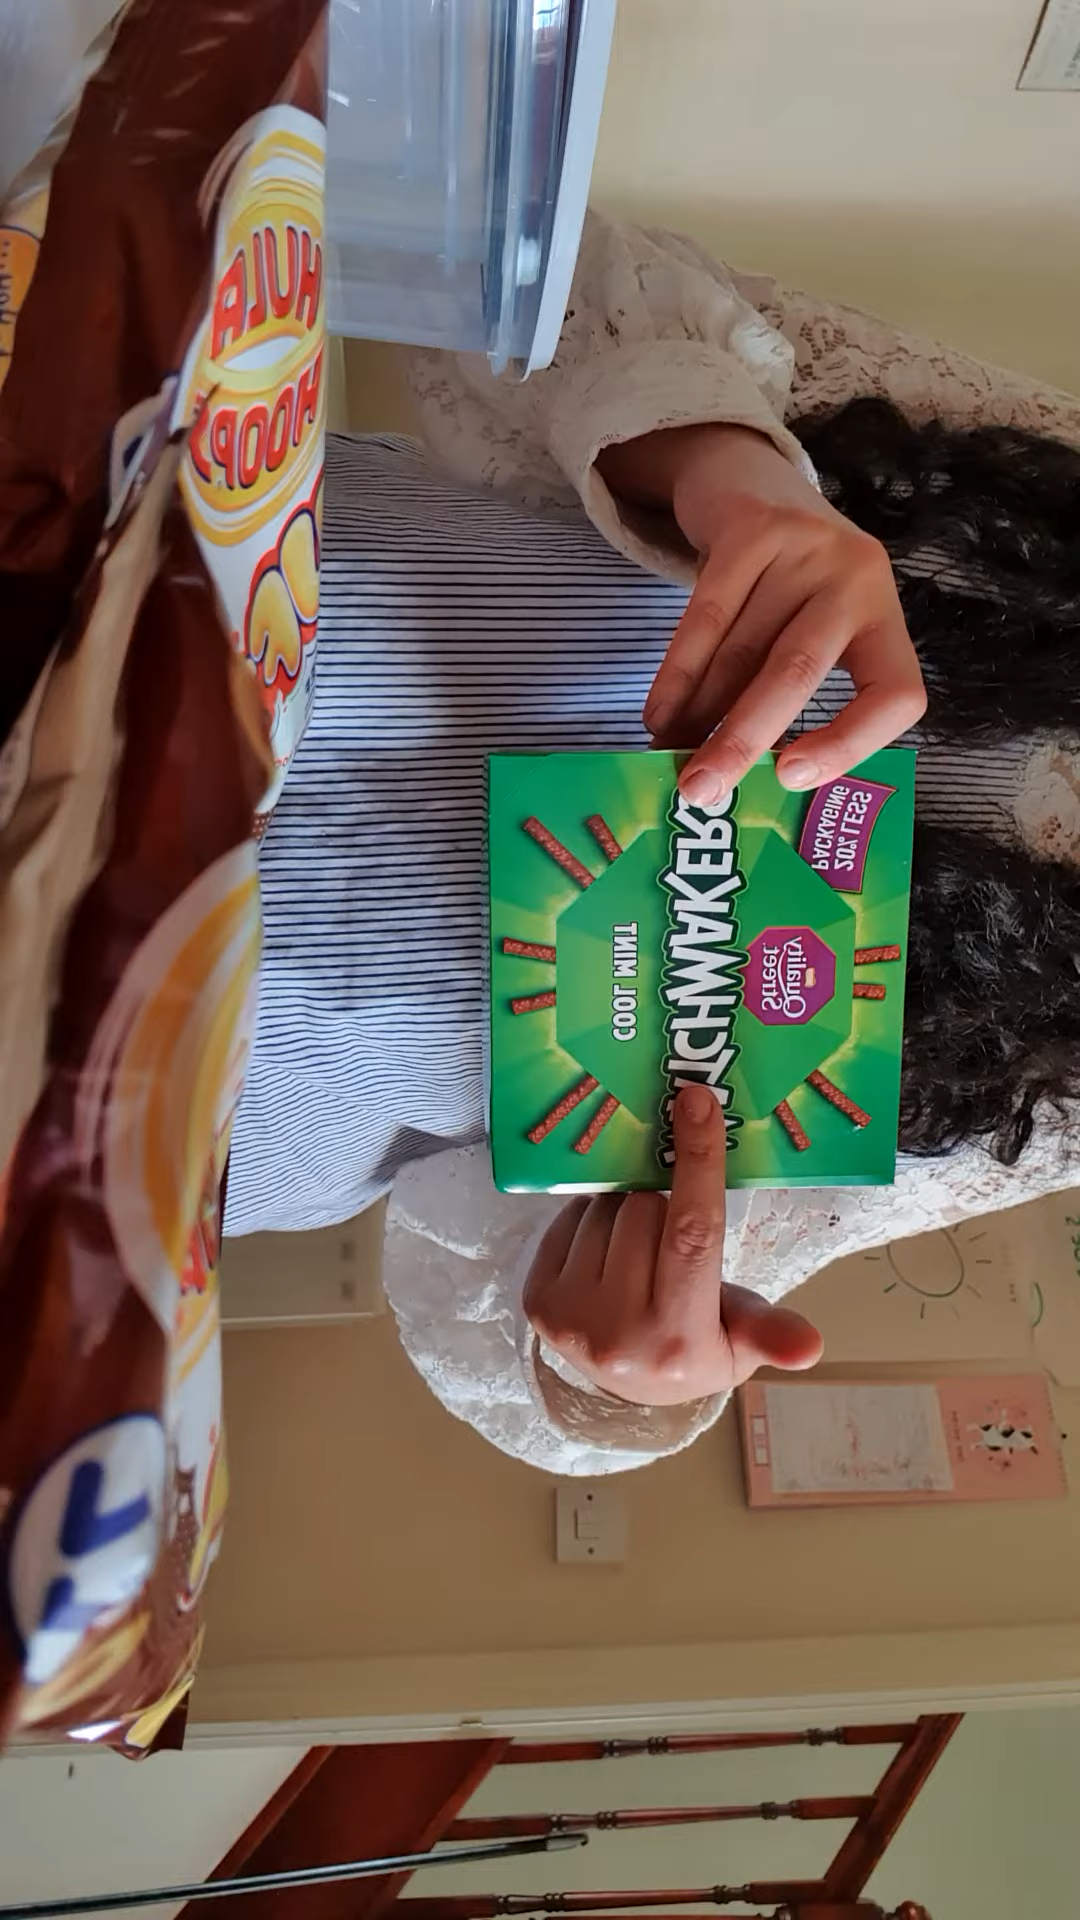 HULA
HOOPS
Quality
Street
MATCHMAKERS
COOL MINT
20% LESS
PACKAGING